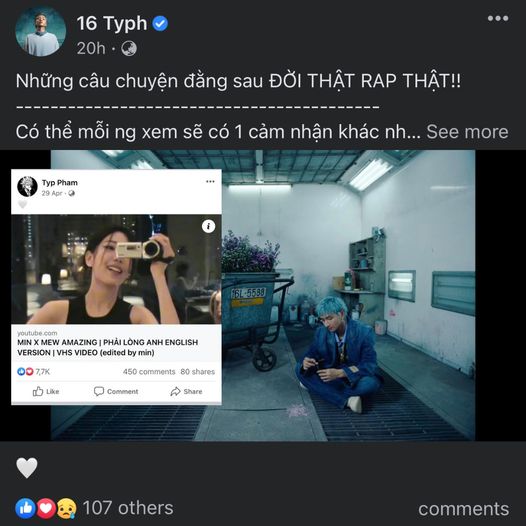 16 Typh
20h
Những câu chuyện đằng sau ĐỜI THẬT RAP THẬT!!
------------------------------------------
Có thể mỗi ng xem sẽ có 1 cảm nhận khác nh... See more
Typ Pham
29 Apr
youtube.com
MIN X MEW AMAZING | PHẢI LÒNG ANH ENGLISH
VERSION | VHS VIDEO (edited by min)
7,7K 450 comments 80 shares
Like Comment Share
16L-5598
107 others comments